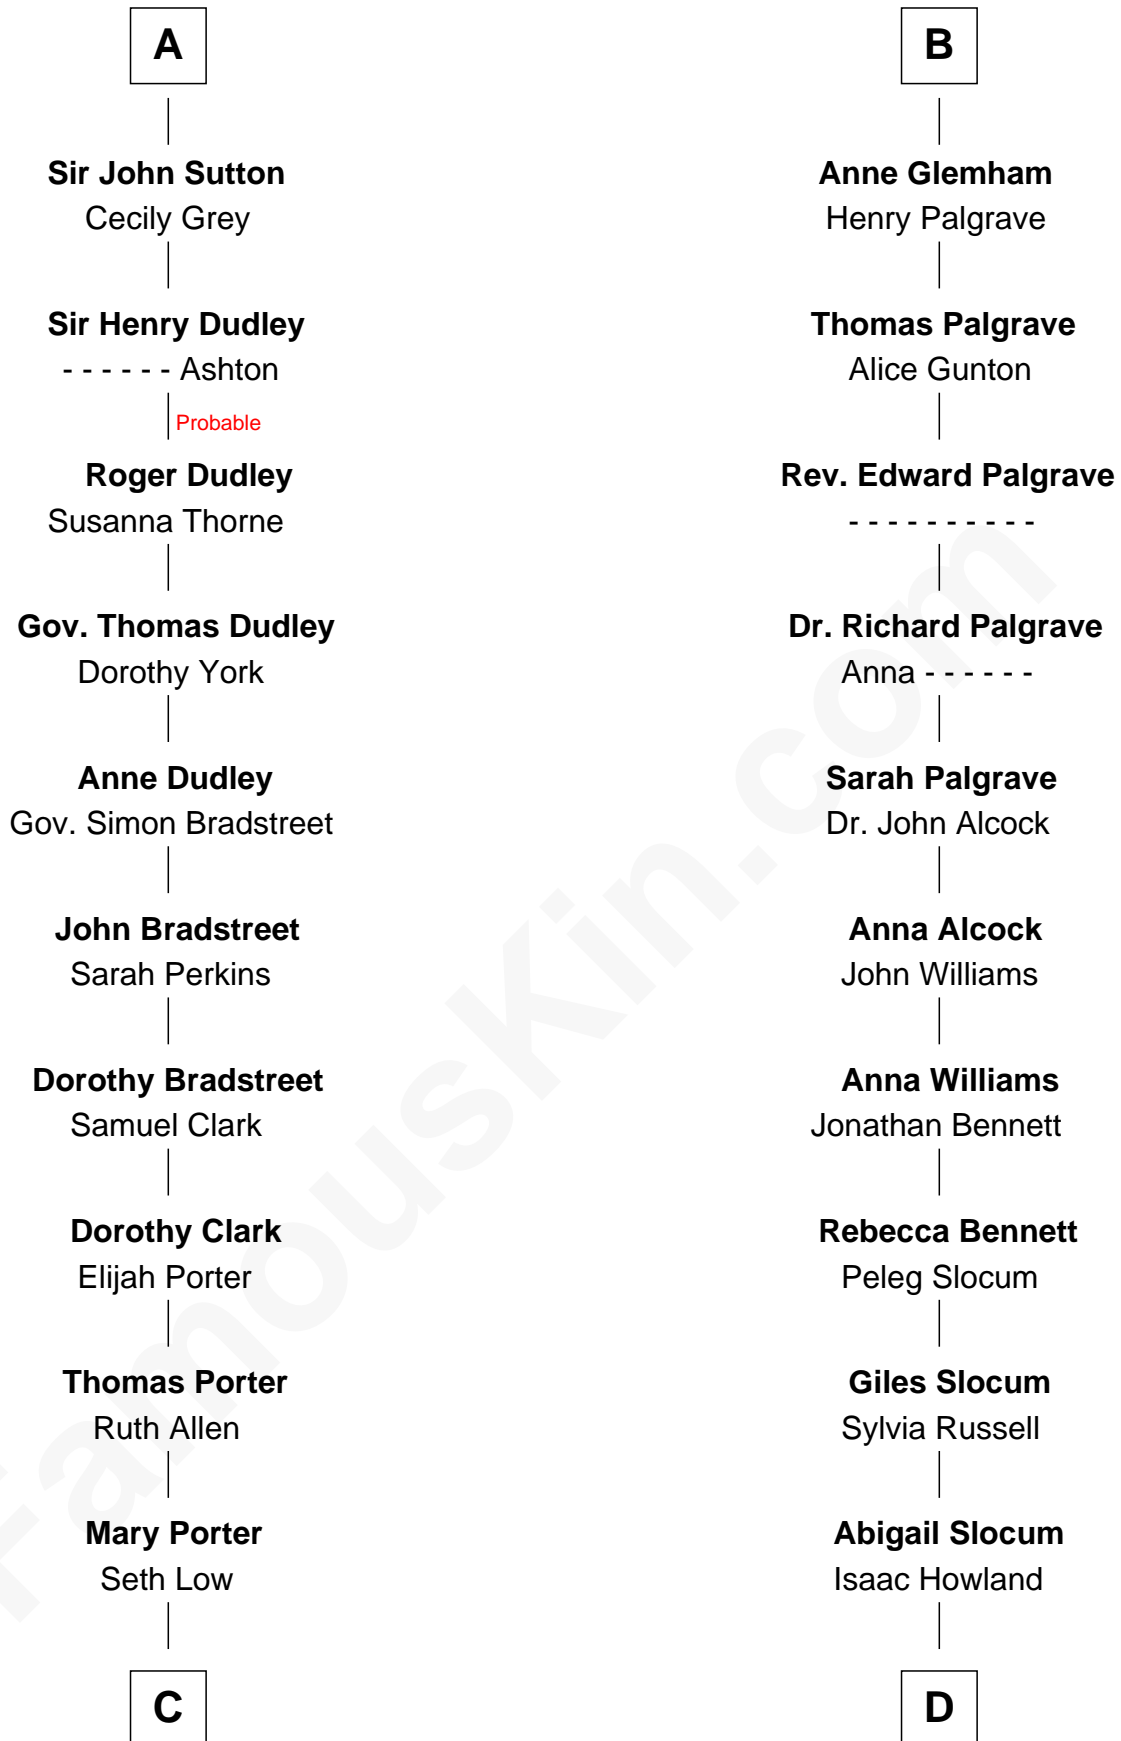 A
Sir John Sutton
Cecily Grey
Sir Henry Dudley
- - - - - - Ashton
Probable
Roger Dudley
Susanna Thorne
Gov. Thomas Dudley
Dorothy York
Anne Dudley
Gov. Simon Bradstreet
John Bradstreet
Sarah Perkins
Dorothy Bradstreet
Samuel Clark
Dorothy Clark
Elijah Porter
Thomas Porter
Ruth Allen
Mary Porter
Seth Low
C
B
Anne Glemham
Henry Palgrave
Thomas Palgrave
Alice Gunton
Rev. Edward Palgrave
- - - - - - - - - -
Dr. Richard Palgrave
Anna - - - - - -
Sarah Palgrave
Dr. John Alcock
Anna Alcock
John Williams
Anna Williams
Jonathan Bennett
Rebecca Bennett
Peleg Slocum
Giles Slocum
Sylvia Russell
Abigail Slocum
Isaac Howland
D
FamousKin.com